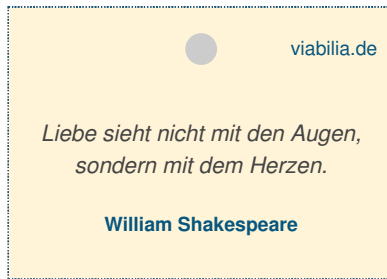 viabilia.de
Liebe sieht nicht mit den Augen,
sondern mit dem Herzen.
William Shakespeare